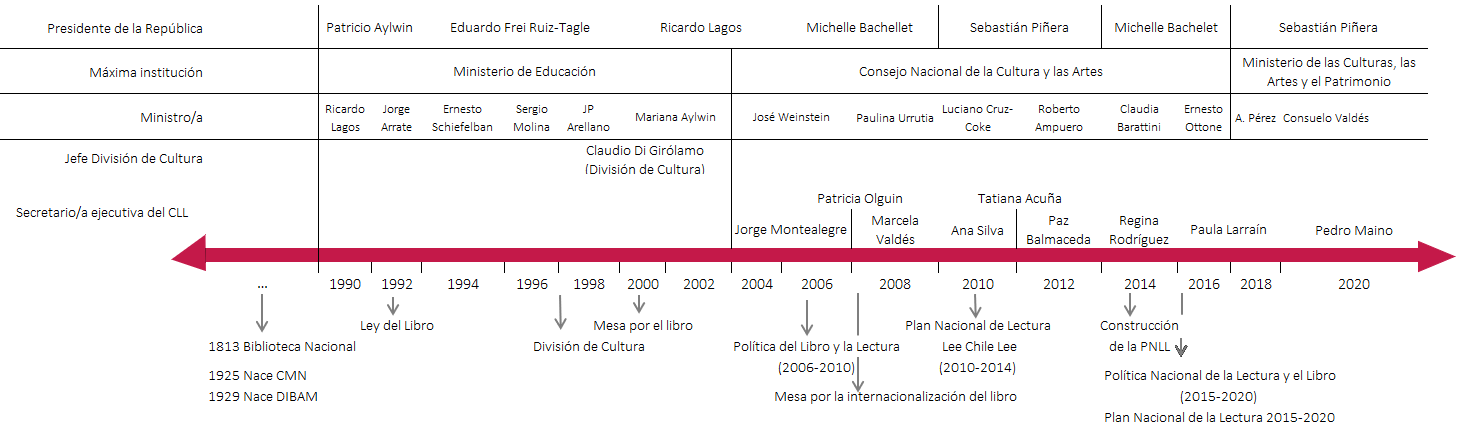 Presidente de la República Patricio Aylwin Eduardo Frei Ruiz-Tagle Ricardo Lagos Michelle Bachellet Sebastián Piñera Michelle Bachelet Sebastián Piñera
Máxima institución Ministerio de Educación Consejo Nacional de la Cultura y las Artes Ministerio de las Culturas, las
Artes y el Patrimonio
Ministro/a Ricardo Jorge Ernesto Sergio JP Mariana Aylwin José Weinstein Paulina Urrutia Luciano Cruz- Roberto Claudia Ernesto A. Pérez Consuelo Valdés
Lagos Arrate Schiefelban Molina Arellano Coke Ampuero Barattini Ottone
Jefe División de Cultura Claudio Di Girólamo
(División de Cultura)
Patricia Olguin Tatiana Acuña
Secretario/a ejecutiva del CLL Jorge Montealegre Marcela Ana Silva Paz Regina Paula Larraín Pedro Maino
Valdés Balmaceda Rodríguez
... 1990 1992 1994 1996 1998 2000 2002 2004 2006 2008 2010 2012 2014 2016 2018 2020
Ley del Libro Mesa por el libro Plan Nacional de Lectura Construcción
1813 Biblioteca Nacional División de Cultura Política del Libro y la Lectura Lee Chile Lee de la PNLL
(2006-2010) (2010-2014)
1925 Nace CMN Política Nacional de la Lectura y el Libro
1929 Nace DIBAM Mesa por la internacionalización del libro (2015-2020)
Plan Nacional de la Lectura 2015-2020